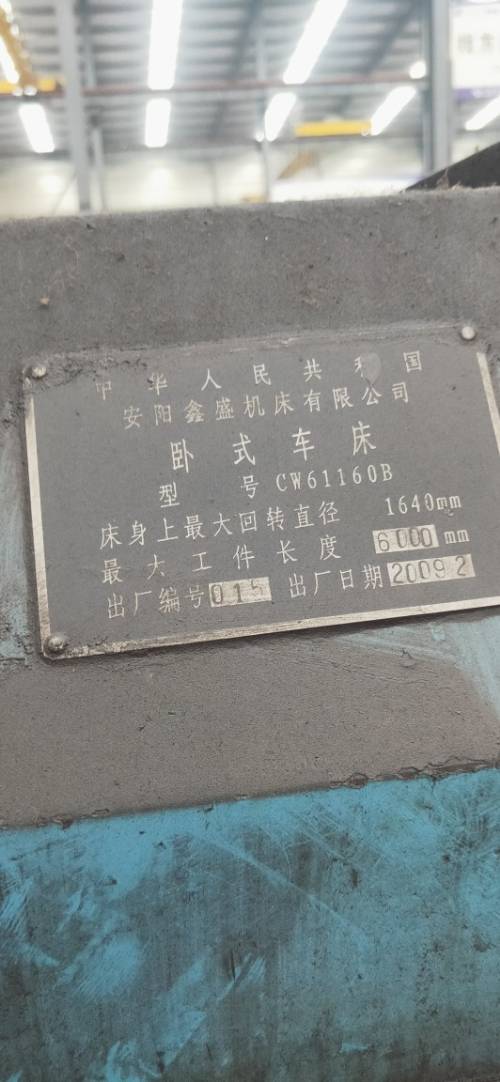 中华人民共和国
安阳鑫盛机床有限公司
卧式车床
型号 CW61160B
床身上最大回转直径 1640mm
最大工件长度 6000mm
出厂编号 015 出厂日期 2009 2